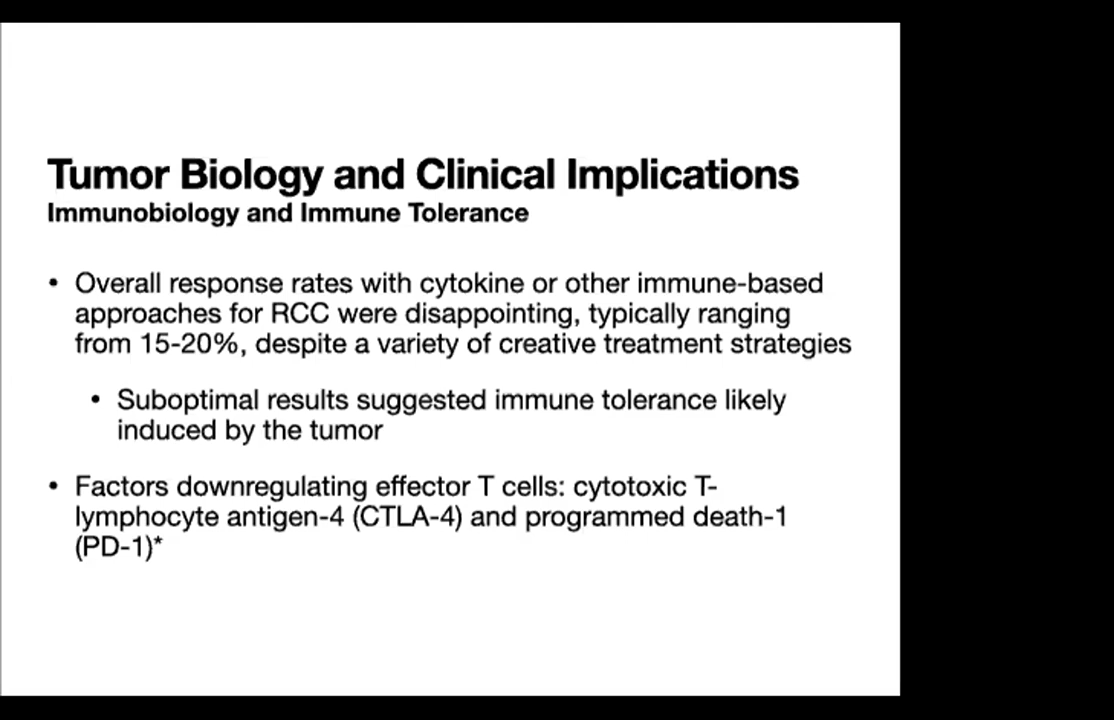 Tumor Biology and Clinical Implications
Immunobiology and Immune Tolerance
• Overall response rates with cytokine or other immune-based
approaches for RCC were disappointing, typically ranging
from 15-20%, despite a variety of creative treatment strategies
• Suboptimal results suggested immune tolerance likely
induced by the tumor
• Factors downregulating effector T cells: cytotoxic T-
lymphocyte antigen-4 (CTLA-4) and programmed death-1
(PD-1)*